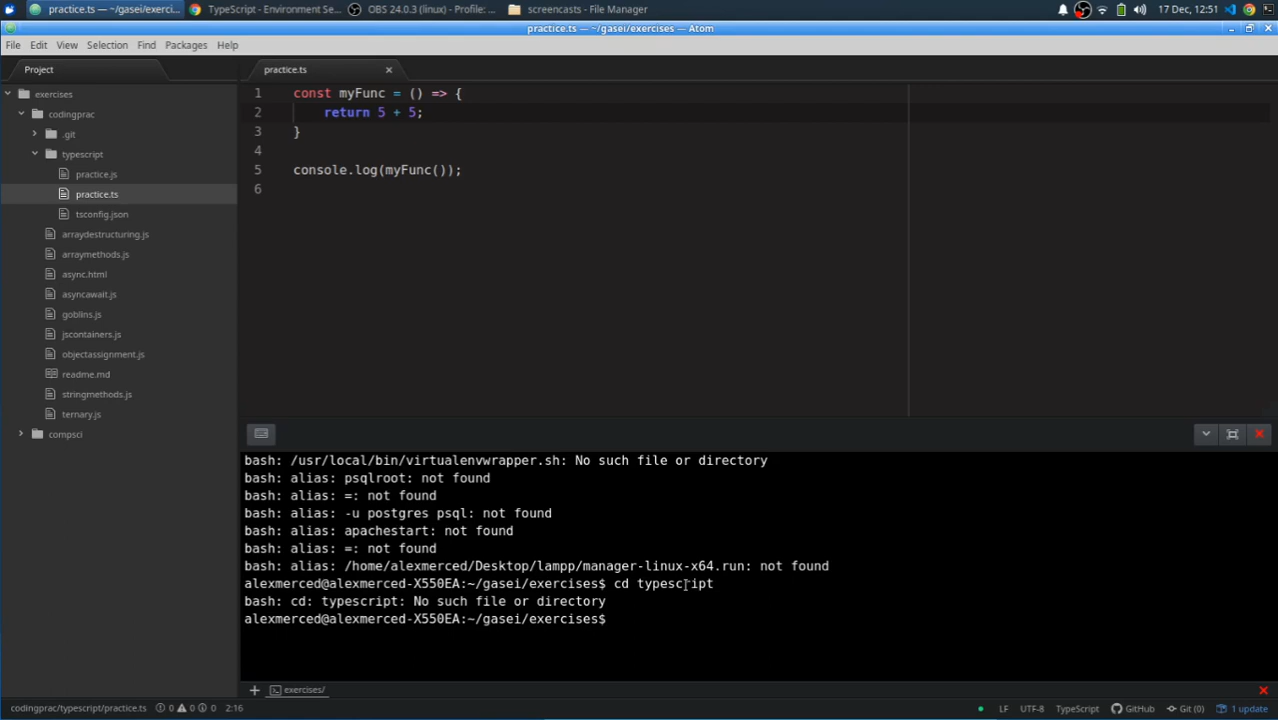 practice.ts — ~/gasei/exerci...
TypeScript - Environment Se...
OBS 24.0.3 (linux) - Profile: ...
screencasts - File Manager
17 Dec, 12:51
practice.ts — ~/gasei/exercises — Atom
File Edit View Selection Find Packages Help
Project
practice.ts
exercises
codingprac
.git
typescript
practice.js
practice.ts
tsconfig.json
arraydestructuring.js
arraymethods.js
async.html
asyncawait.js
goblins.js
jscontainers.js
objectassignment.js
readme.md
stringmethods.js
ternary.js
compsci
1 const myFunc = () => {
2 return 5 + 5;
3 }
4
5 console.log(myFunc());
6
bash: /usr/local/bin/virtualenvwrapper.sh: No such file or directory
bash: alias: psqlroot: not found
bash: alias: =: not found
bash: alias: -u postgres psql: not found
bash: alias: apachestart: not found
bash: alias: =: not found
bash: alias: /home/alexmerced/Desktop/lampp/manager-linux-x64.run: not found
alexmerced@alexmerced-X550EA:~/gasei/exercises$ cd typescript
bash: cd: typescript: No such file or directory
alexmerced@alexmerced-X550EA:~/gasei/exercises$
exercises/
codingprac/typescript/practice.ts 0 0 0 2:16 LF UTF-8 TypeScript GitHub Git (0) 1 update